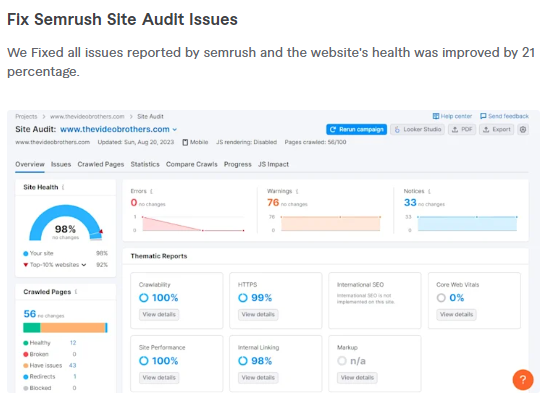 Fix Semrush Site Audit Issues
We Fixed all issues reported by semrush and the website's health was improved by 21
percentage.
Projects > www.thevideobrothers.com > Site Audit
Help center Send feedback
Site Audit: www.thevideobrothers.com
Rerun campaign Looker Studio PDF Export
www.thevideobrothers.com Updated: Sun, Aug 20, 2023 Mobile JS rendering: Disabled Pages crawled: 56/100
Overview Issues Crawled Pages Statistics Compare Crawls Progress JS Impact
Site Health i
98%
no changes
Your site 98%
Top-10% websites 92%
Errors i
0 no changes
1
0
Warnings i
76 no changes
76
0
Notices i
33 no changes
33
0
Thematic Reports
Crawlability
100%
View details
HTTPS
99%
View details
International SEO
International SEO is not
implemented on this site.
Core Web Vitals
0%
View details
Site Performance
100%
View details
Internal Linking
98%
View details
Markup
n/a
View details
Crawled Pages i
56 no changes
Healthy 12
Broken 0
Have issues 43
Redirects 1
Blocked 0
?